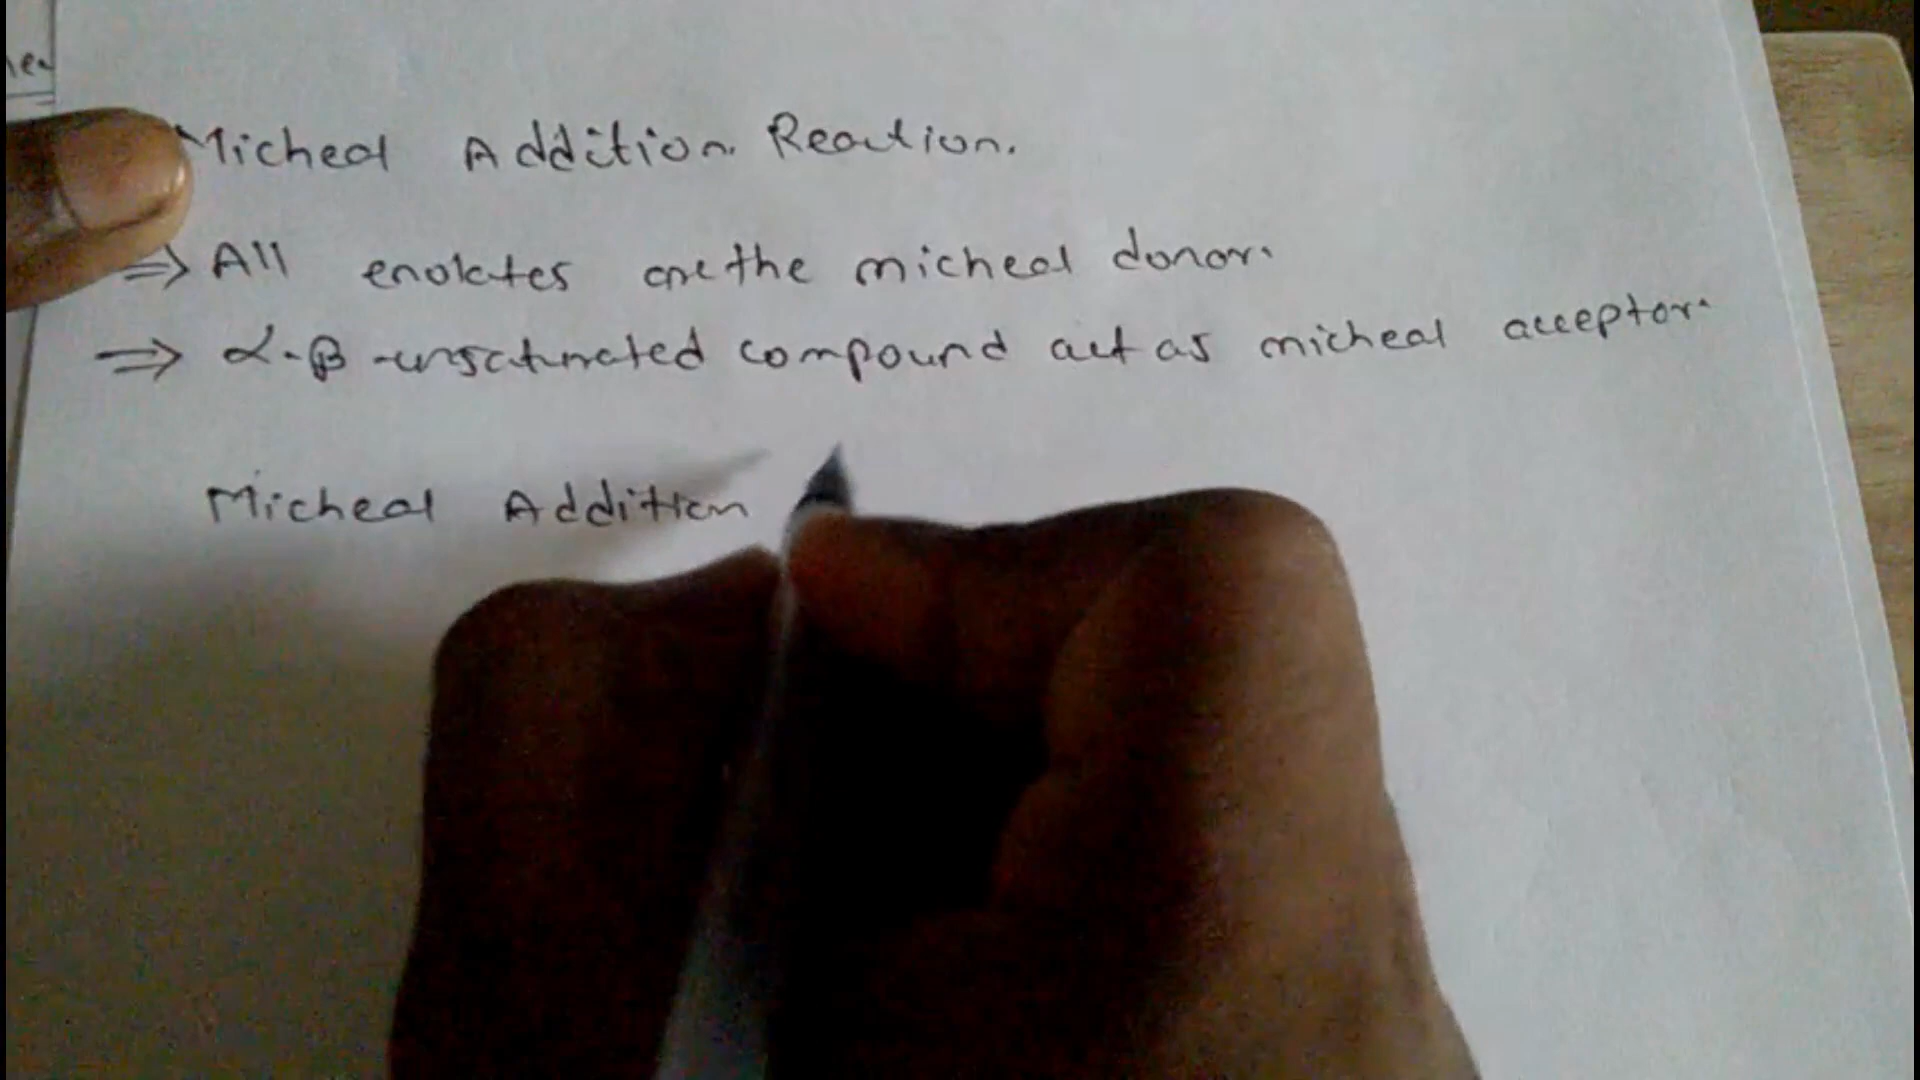 Micheal Addition Reaction.
⇒ All enolates are the micheal donor.
⇒ α-β-unsaturated compound act as micheal acceptor.
Micheal Addition